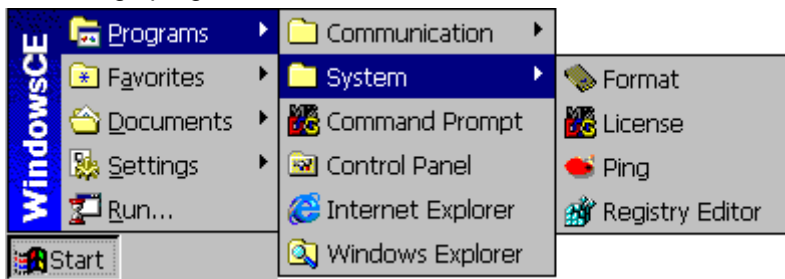 WindowsCE
Programs
Favorites
Documents
Settings
Run...
Start
Communication
System
Command Prompt
Control Panel
Internet Explorer
Windows Explorer
Format
License
Ping
Registry Editor